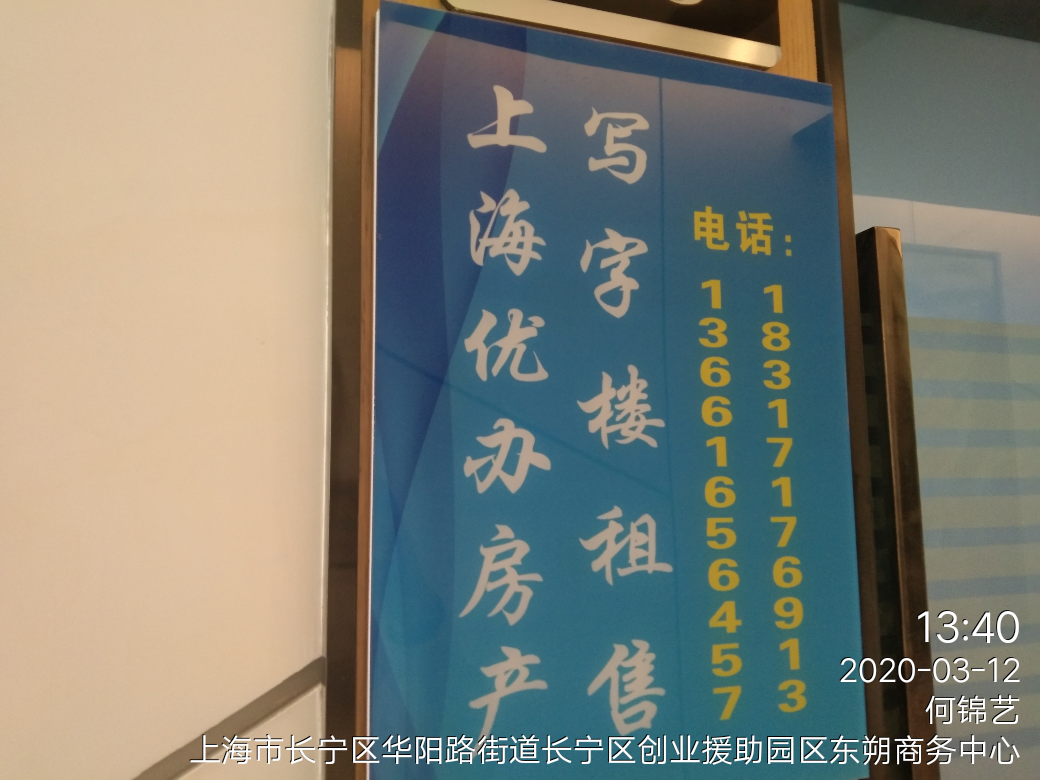 上海优办房产
写字楼租售
电话:
13661656457
18317176913
13:40
2020-03-12
何锦艺
上海市长宁区华阳路街道长宁区创业援助园区东朔商务中心